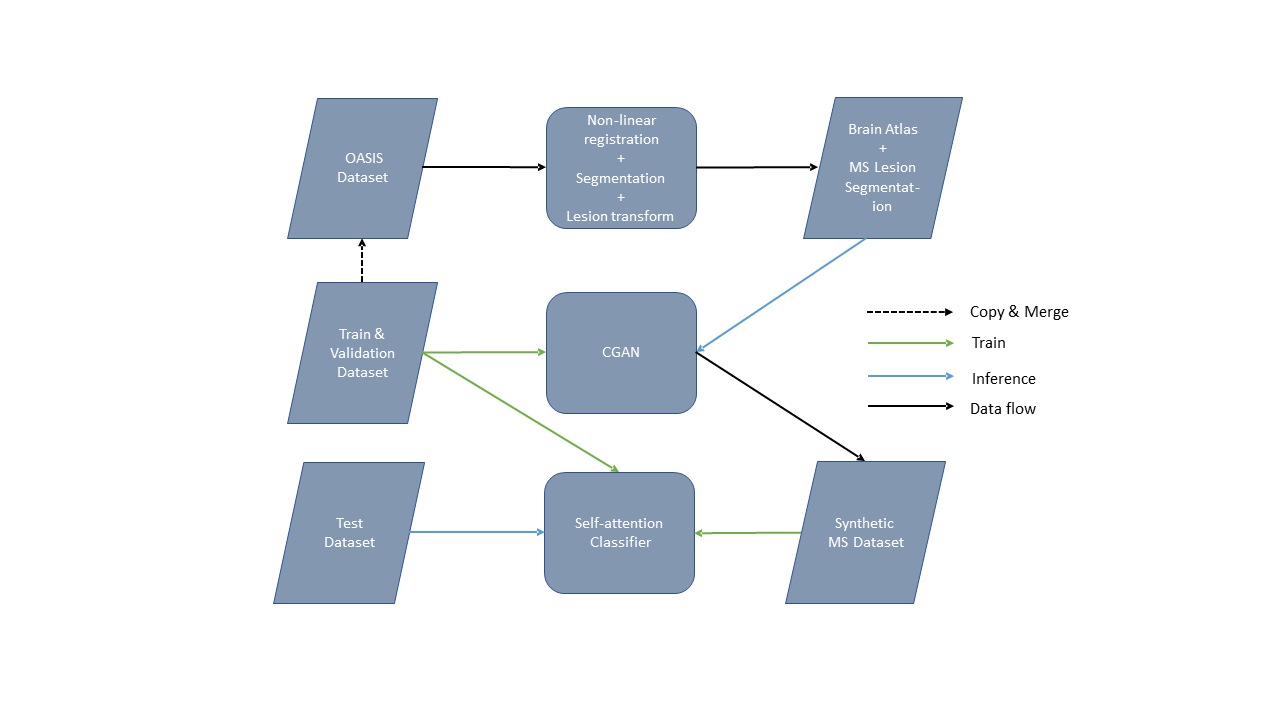 OASIS
Dataset
Non-linear
registration
+
Segmentation
+
Lesion transform
Brain Atlas
+
MS Lesion
Segmentat-
ion
Train &
Validation
Dataset
CGAN
Copy & Merge
Train
Inference
Data flow
Test
Dataset
Self-attention
Classifier
Synthetic
MS Dataset